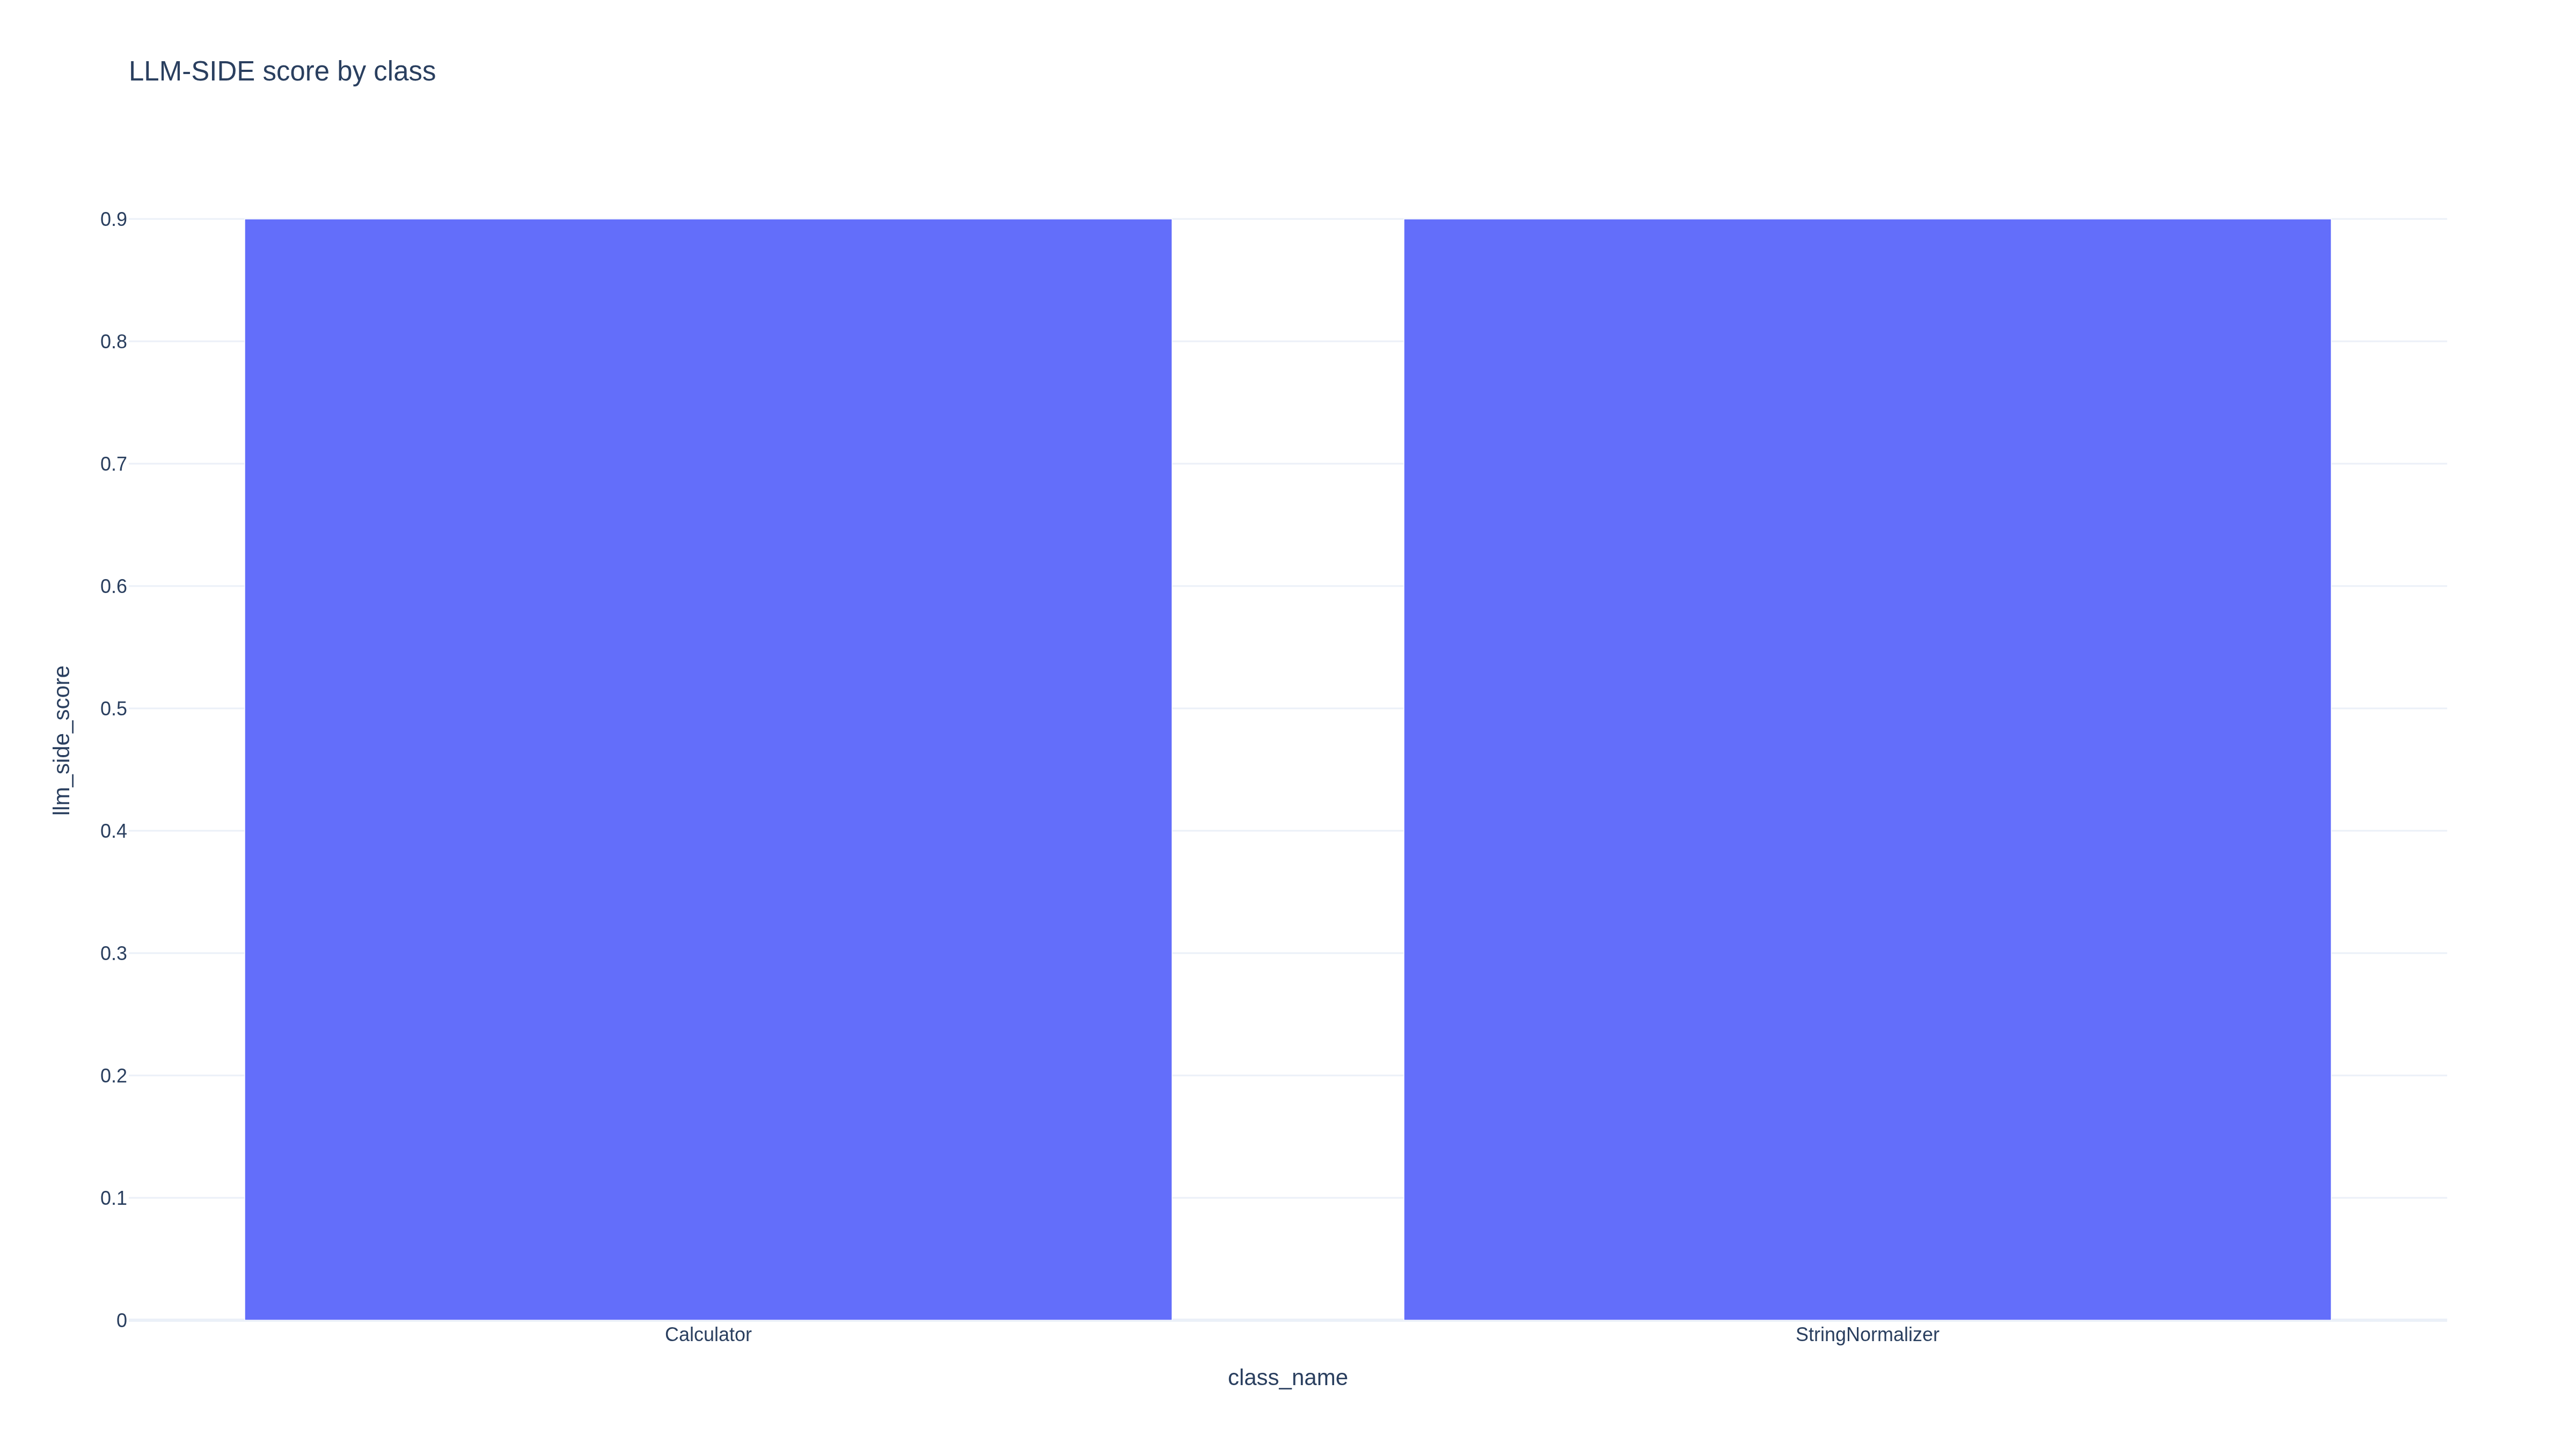 LLM-SIDE score by class
0.9
0.8
0.7
0.6
0.5
0.4
0.3
0.2
0.1
0
llm_side_score
Calculator
StringNormalizer
class_name